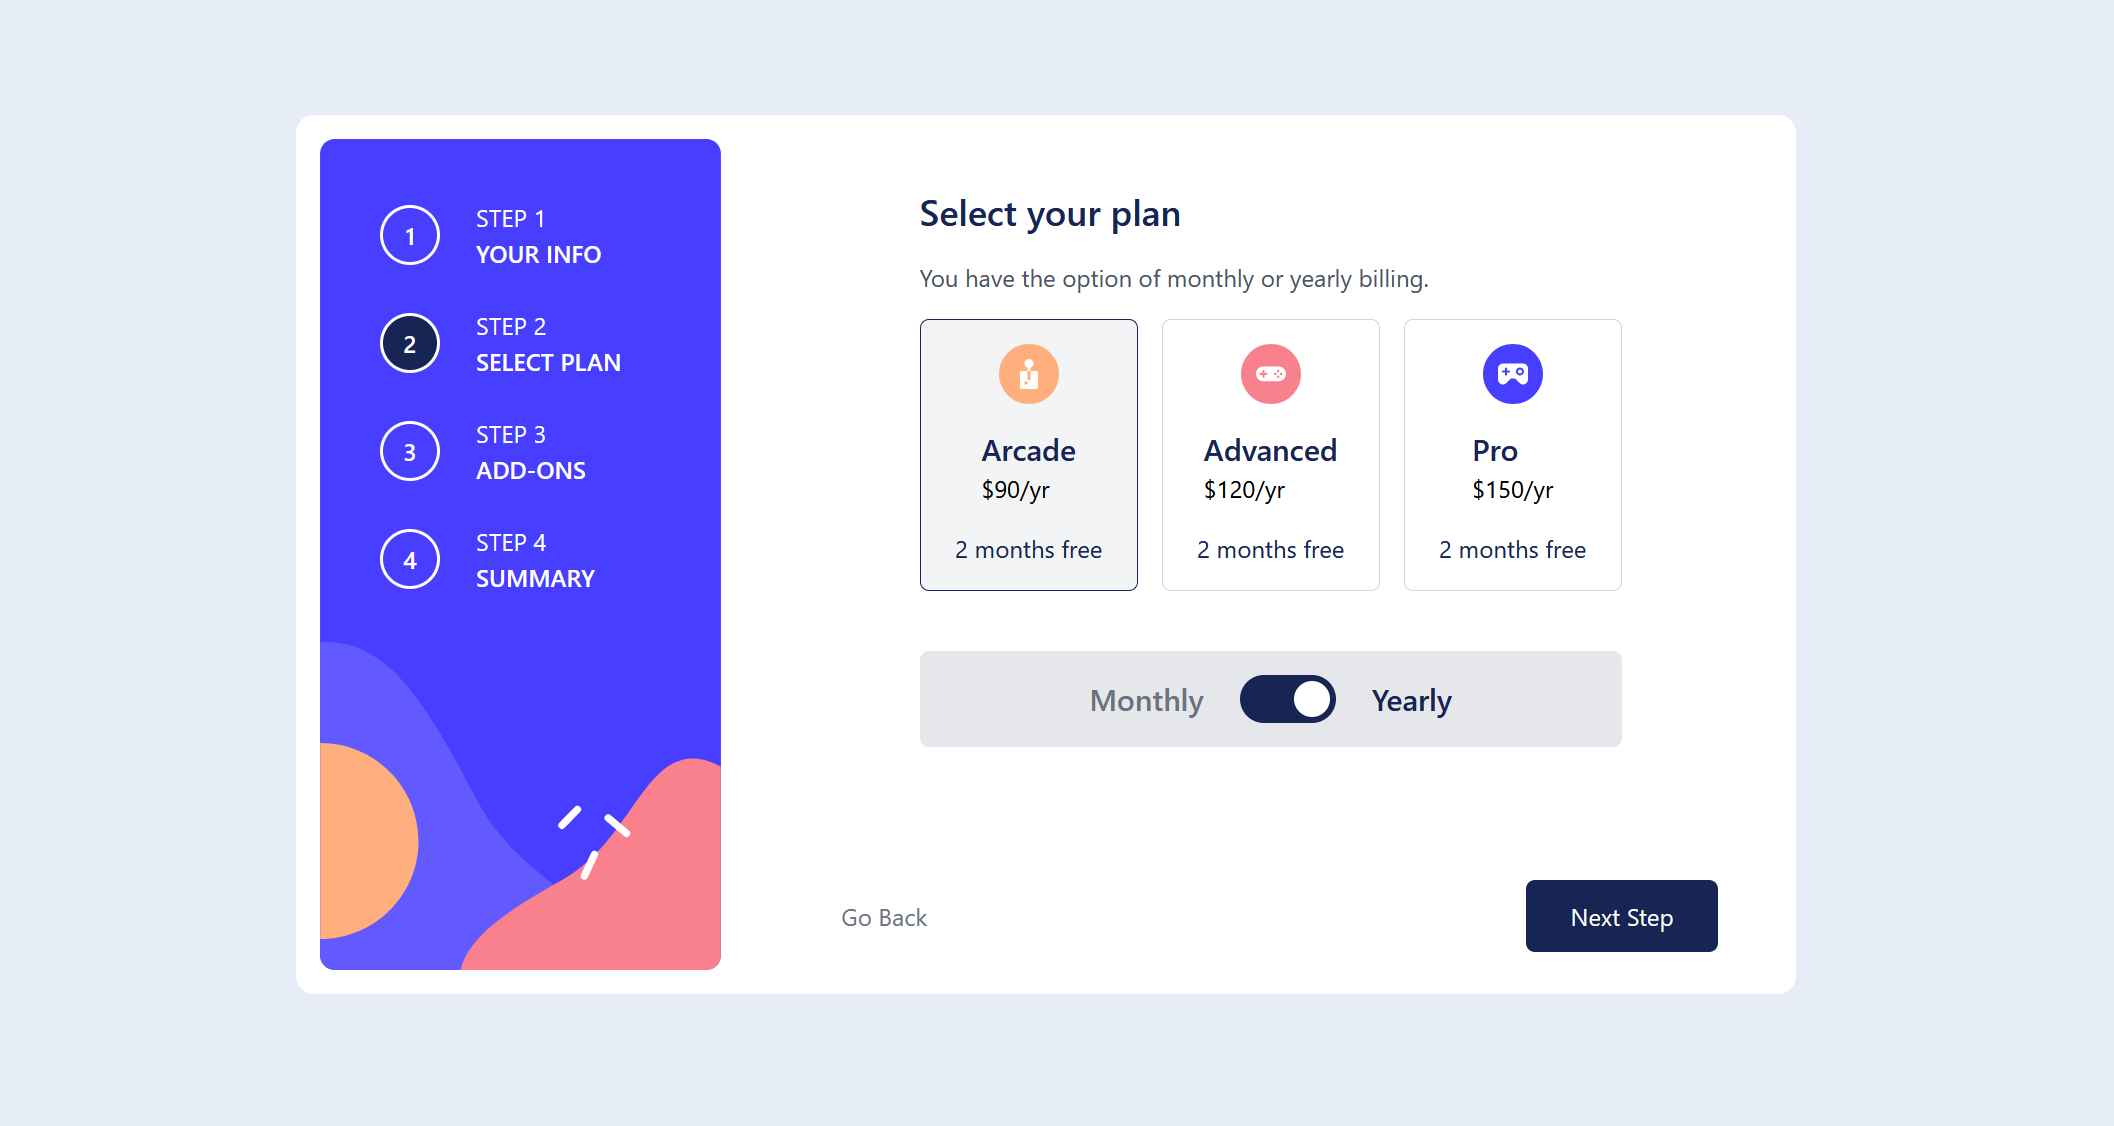 1
STEP 1
YOUR INFO
2
STEP 2
SELECT PLAN
3
STEP 3
ADD-ONS
4
STEP 4
SUMMARY
Select your plan
You have the option of monthly or yearly billing.
Arcade
$90/yr
2 months free
Advanced
$120/yr
2 months free
Pro
$150/yr
2 months free
Monthly
Yearly
Go Back
Next Step